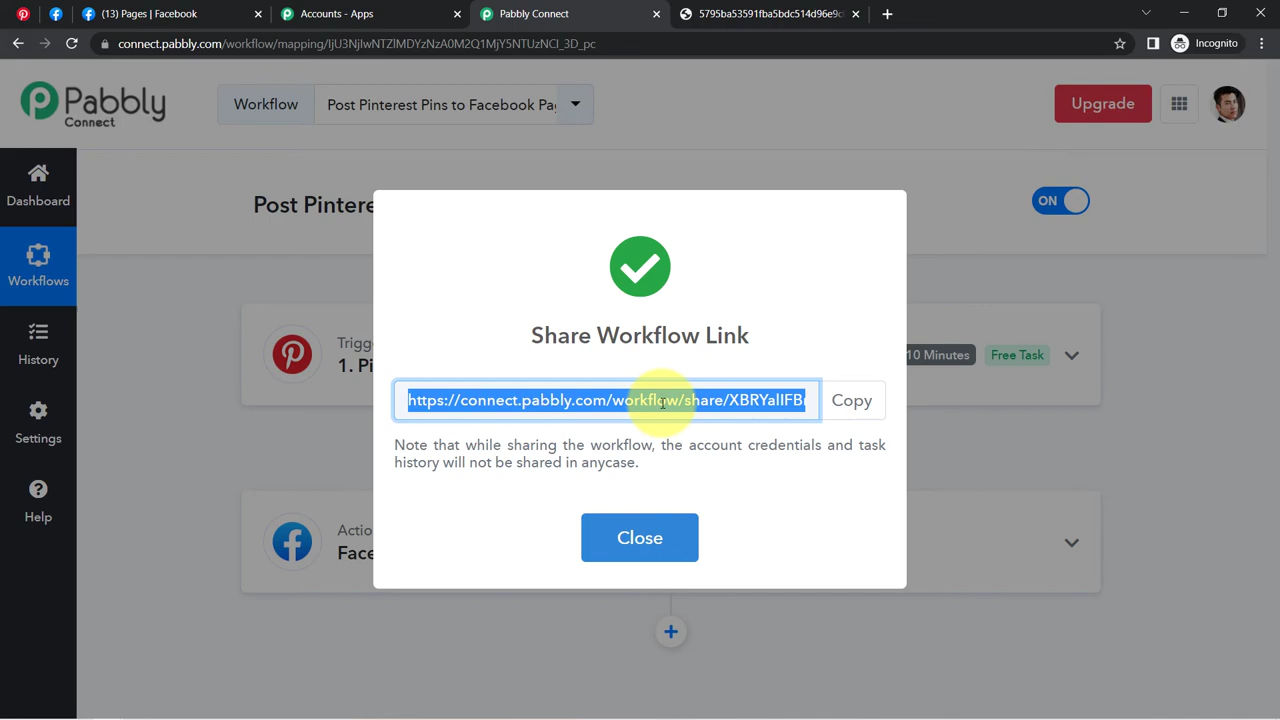 (13) Pages | Facebook
Accounts - Apps
Pabbly Connect
5795ba53591fba5bdc514d96e9c
connect.pabbly.com/workflow/mapping/IjU3NjIwNTZlMDYzNzA0M2Q1MjY5NTUzNCI_3D_pc
Incognito
Pabbly
Connect
Workflow
Post Pinterest Pins to Facebook Pa
Upgrade
Dashboard
Workflows
History
Settings
Help
Post Pintere
ON
Trigg
1. Pi
10 Minutes
Free Task
Share Workflow Link
https://connect.pabbly.com/workflow/share/XBRYalIFB
Copy
Note that while sharing the workflow, the account credentials and task
history will not be shared in anycase.
Close
Actio
Face